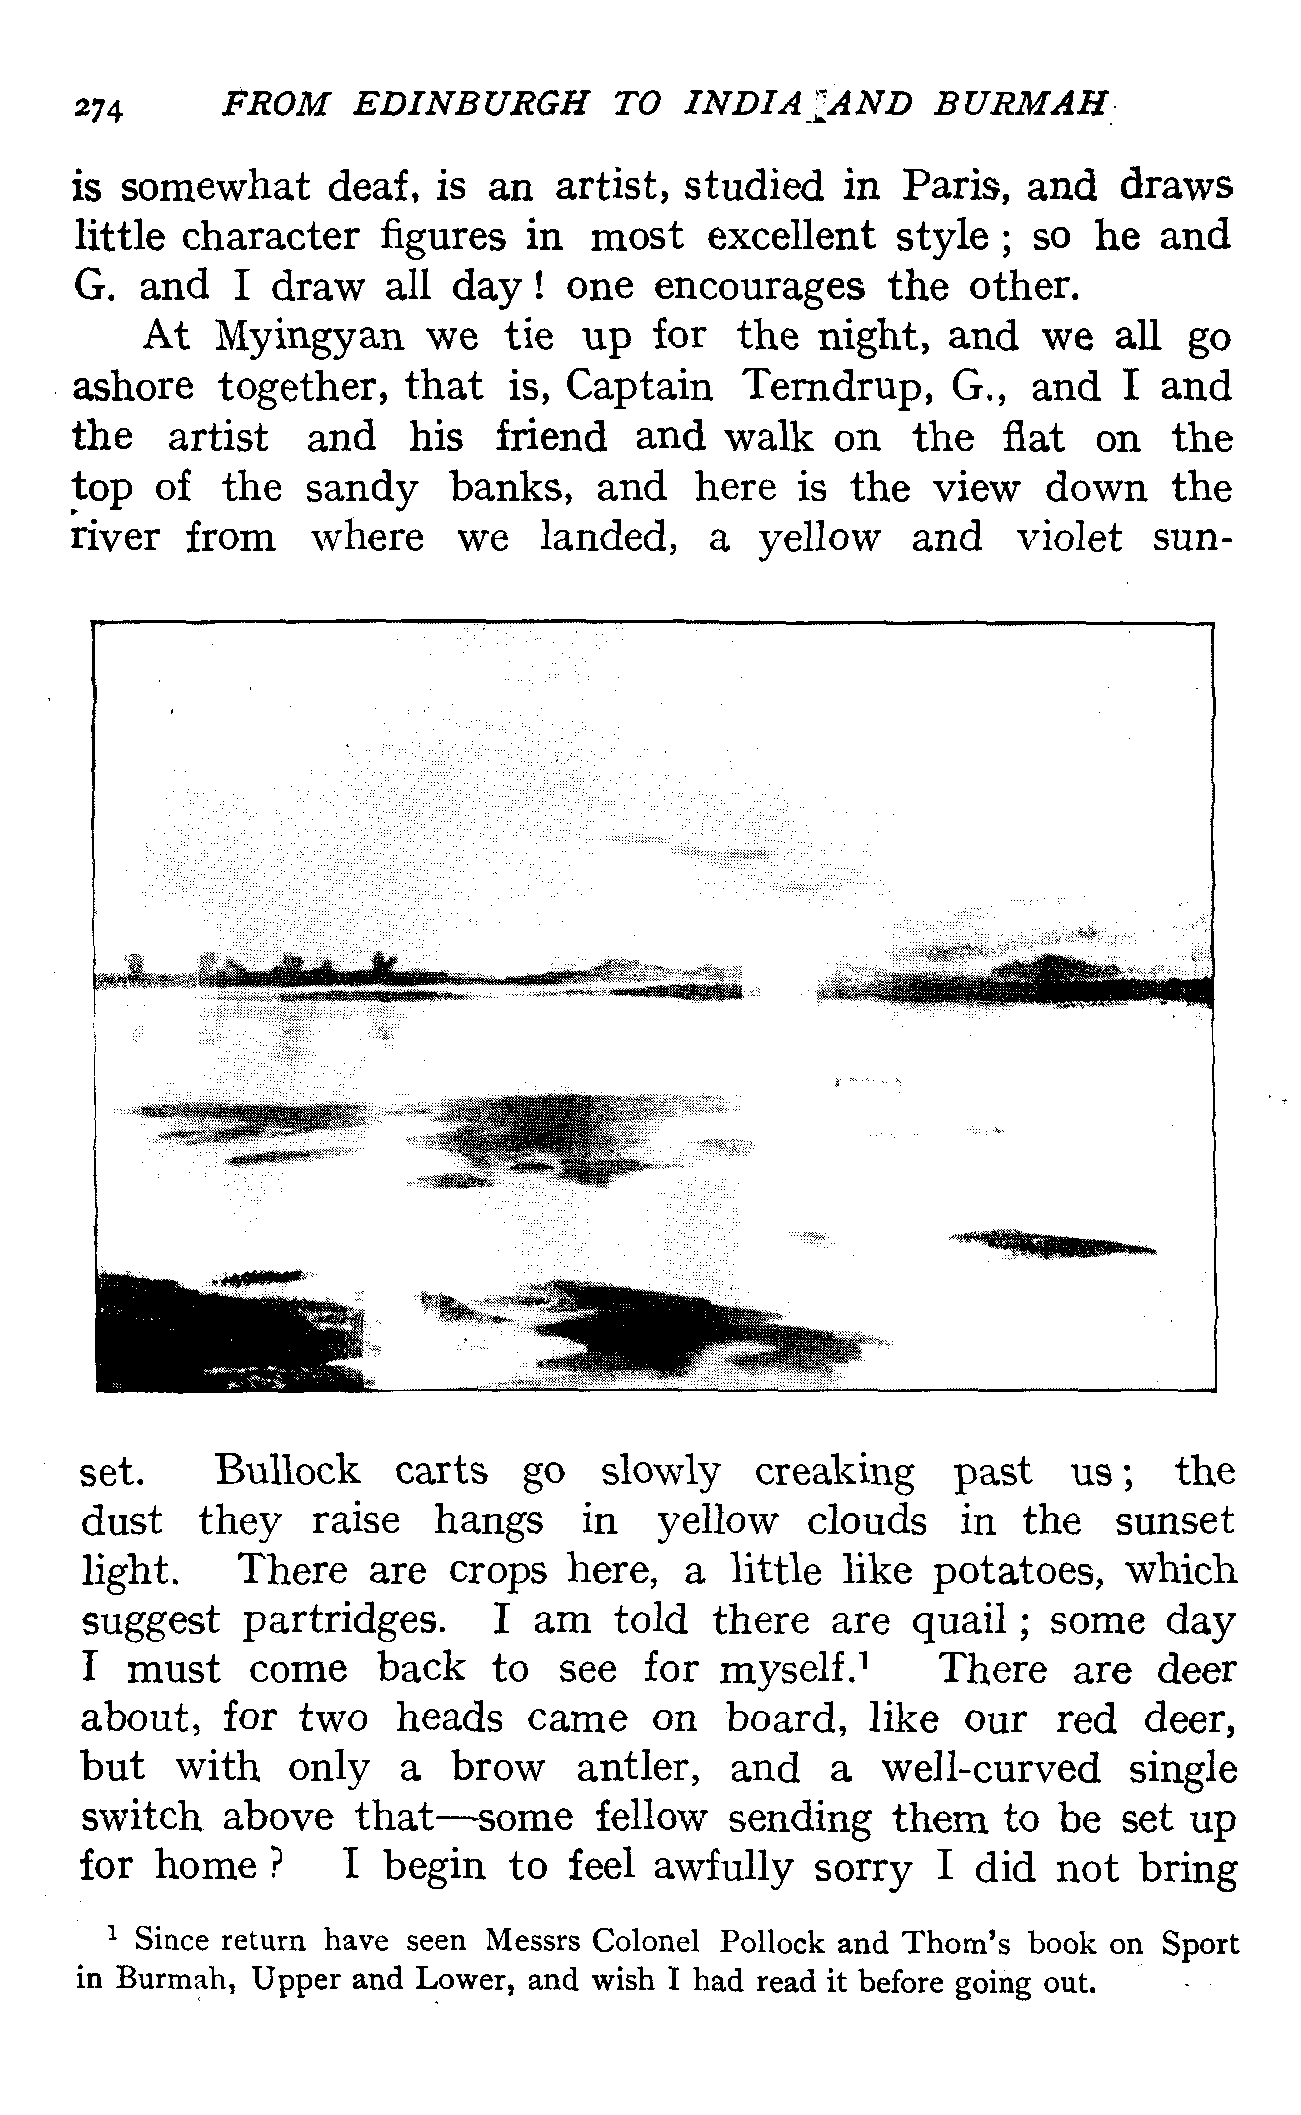 274 FROM EDINBURGH TO INDIA AND BURMAH
is somewhat deaf, is an artist, studied in Paris, and draws
little character figures in most excellent style ; so he and
G. and I draw all day ! one encourages the other.
At Myingyan we tie up for the night, and we all go
ashore together, that is, Captain Terndrup, G., and I and
the artist and his friend and walk on the flat on the
top of the sandy banks, and here is the view down the
river from where we landed, a yellow and violet sun-
set. Bullock carts go slowly creaking past us ; the
dust they raise hangs in yellow clouds in the sunset
light. There are crops here, a little like potatoes, which
suggest partridges. I am told there are quail ; some day
I must come back to see for myself.¹ There are deer
about, for two heads came on board, like our red deer,
but with only a brow antler, and a well-curved single
switch above that—some fellow sending them to be set up
for home ? I begin to feel awfully sorry I did not bring
¹ Since return have seen Messrs Colonel Pollock and Thom's book on Sport
in Burmah, Upper and Lower, and wish I had read it before going out.